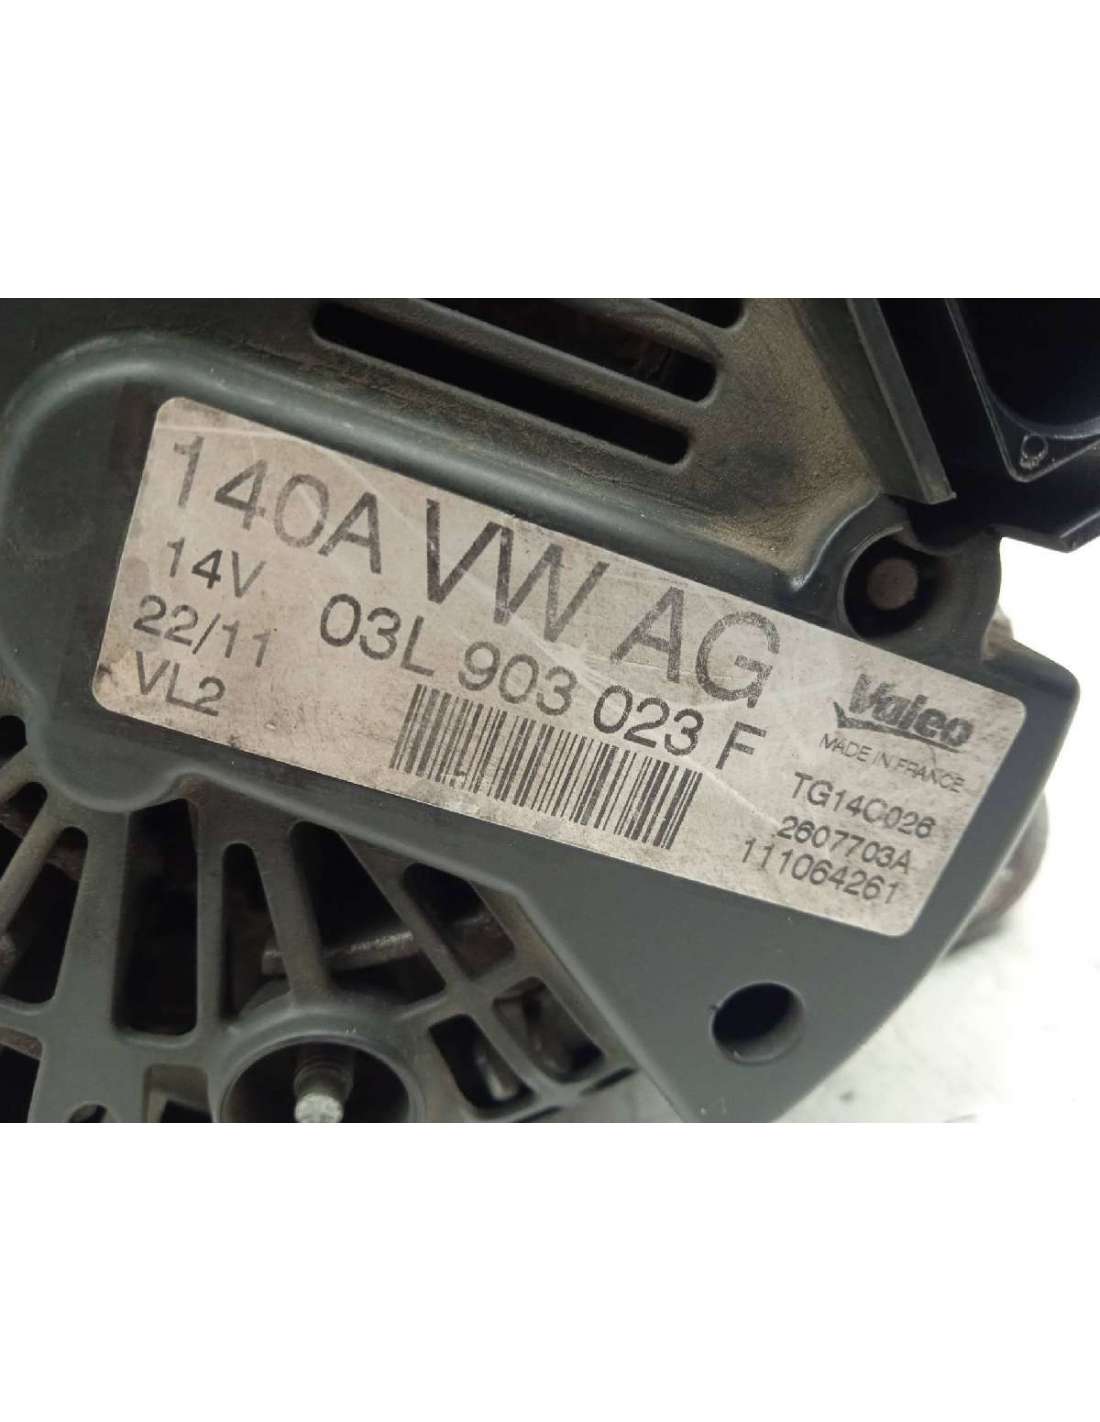 140A VW AG
14V 03L 903 023 F
22/11
VL2
Valeo
MADE IN FRANCE
TG14C026
2607703A
111064261